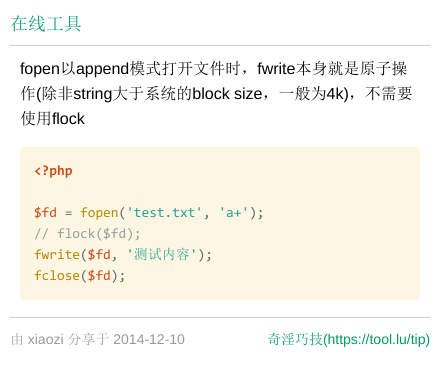 在线工具
fopen以append模式打开文件时，fwrite本身就是原子操
作(除非string大于系统的block size，一般为4k)，不需要
使用flock
<?php
$fd = fopen('test.txt', 'a+');
// flock($fd);
fwrite($fd, '测试内容');
fclose($fd);
由 xiaozi 分享于 2014-12-10
奇淫巧技(https://tool.lu/tip)